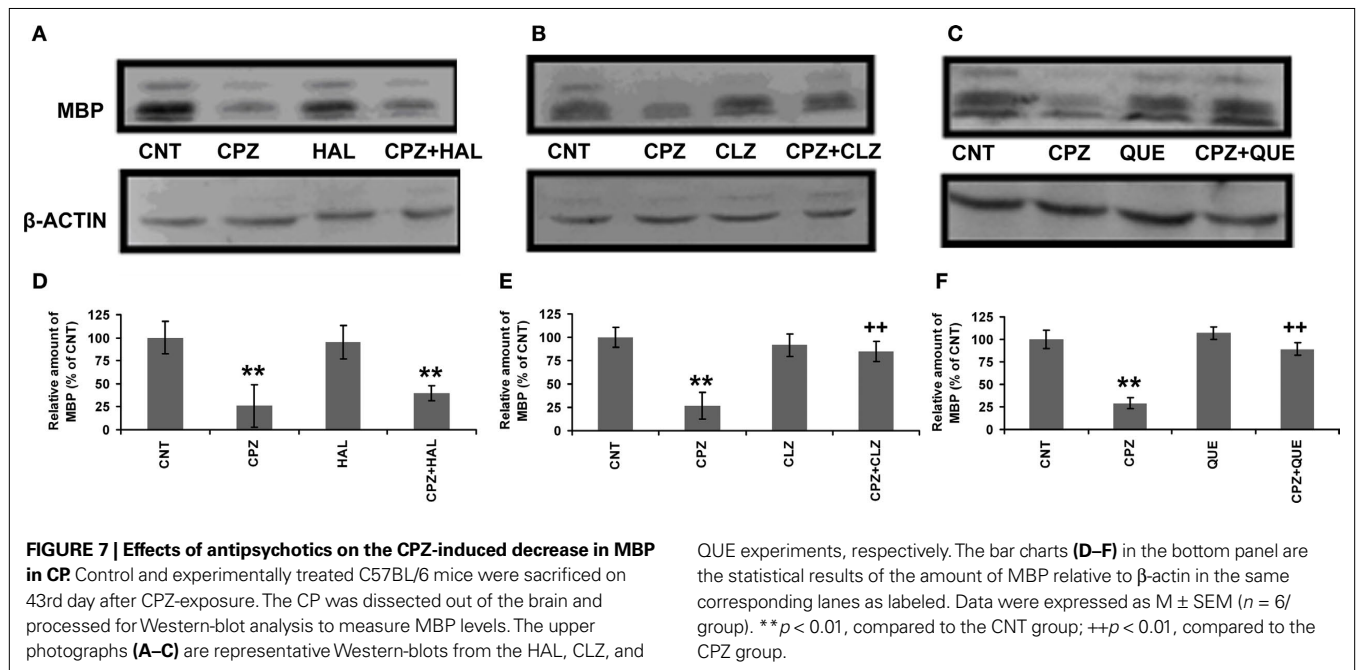 A
B
C
MBP
CNT CPZ HAL CPZ+HAL
CNT CPZ CLZ CPZ+CLZ
CNT CPZ QUE CPZ+QUE
β-ACTIN
D
Relative amount of
MBP (% of CNT)
125
100
75
50
25
0
**
**
CNT
CPZ
HAL
CPZ+HAL
E
Relative amount of
MBP (% of CNT)
125
100
75
50
25
0
**
++
CNT
CPZ
CLZ
CPZ+CLZ
F
Relative amount of
MBP (% of CNT)
125
100
75
50
25
0
**
++
CNT
CPZ
QUE
CPZ+QUE
FIGURE 7 | Effects of antipsychotics on the CPZ-induced decrease in MBP
in CP. Control and experimentally treated C57BL/6 mice were sacrificed on
43rd day after CPZ-exposure. The CP was dissected out of the brain and
processed for Western-blot analysis to measure MBP levels. The upper
photographs (A–C) are representative Western-blots from the HAL, CLZ, and
QUE experiments, respectively. The bar charts (D–F) in the bottom panel are
the statistical results of the amount of MBP relative to β-actin in the same
corresponding lanes as labeled. Data were expressed as M ± SEM (n = 6/
group). **p < 0.01, compared to the CNT group; ++p < 0.01, compared to the
CPZ group.